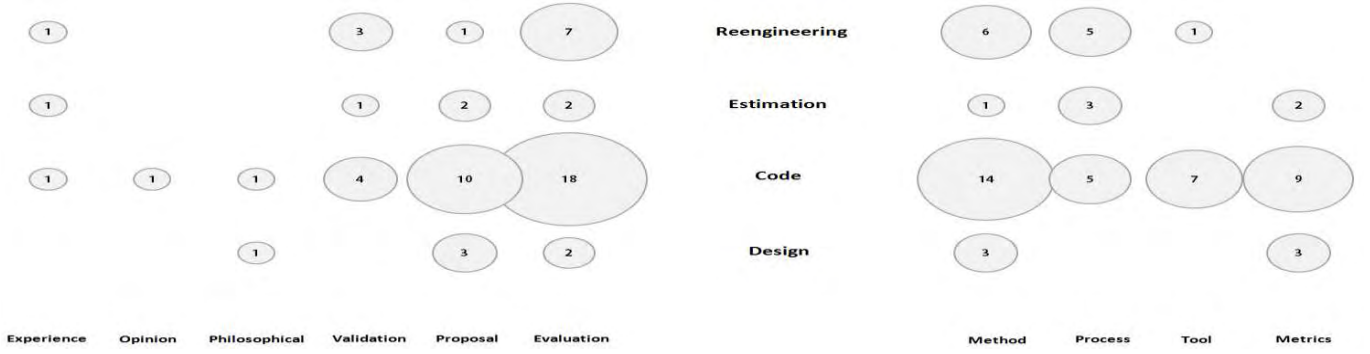 1 3 1 7 Reengineering 6 5 1
1 1 2 2 Estimation 1 3 2
1 1 1 4 10 18 Code 14 5 7 9
1 3 2 Design 3 3
Experience Opinion Philosophical Validation Proposal Evaluation Method Process Tool Metrics